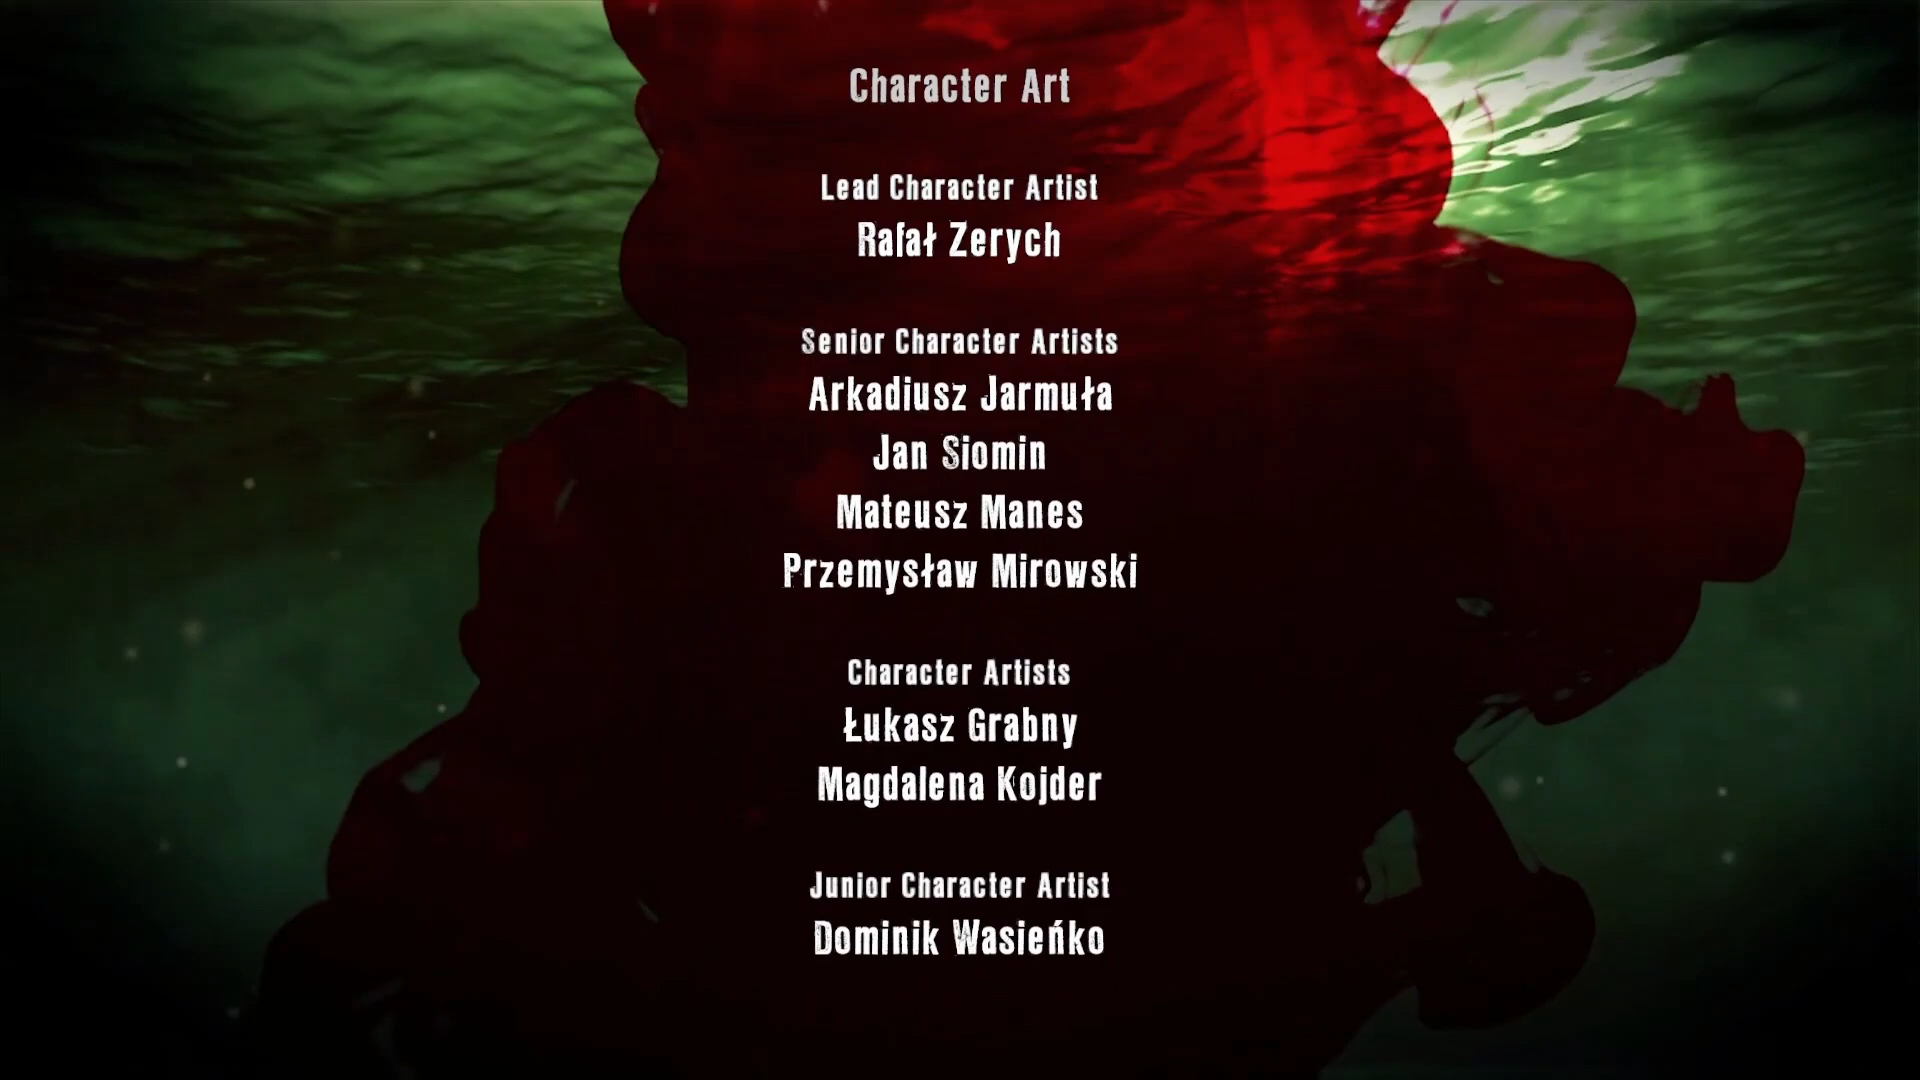 Character Art
Lead Character Artist
Rafał Zerych
Senior Character Artists
Arkadiusz Jarmuła
Jan Siomin
Mateusz Manes
Przemysław Mirowski
Character Artists
Łukasz Grabny
Magdalena Kojder
Junior Character Artist
Dominik Wasieńko